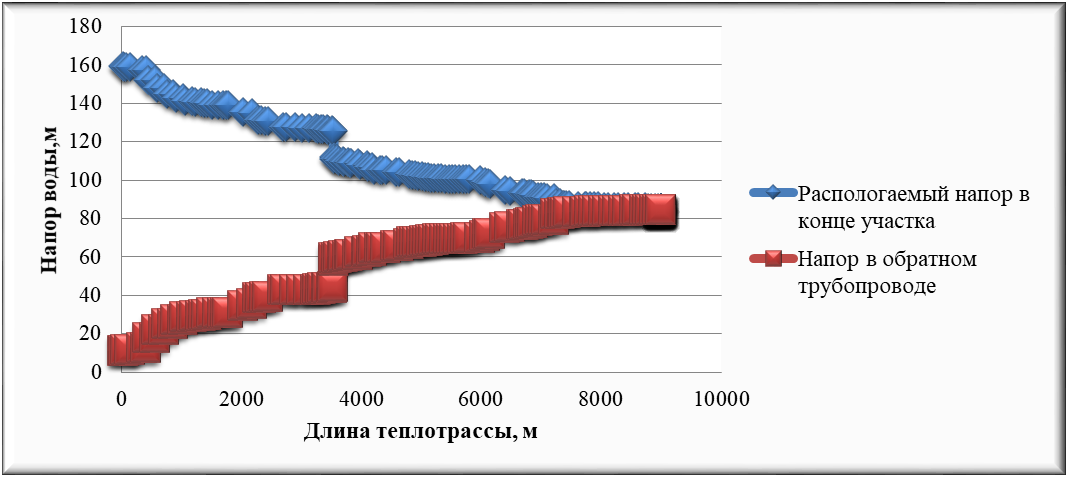 180
160
140
120
100
80
60
40
20
0
Напор воды,м
0 2000 4000 6000 8000 10000
Длина теплотрассы, м
Распологаемый напор в
конце участка
Напор в обратном
трубопроводе